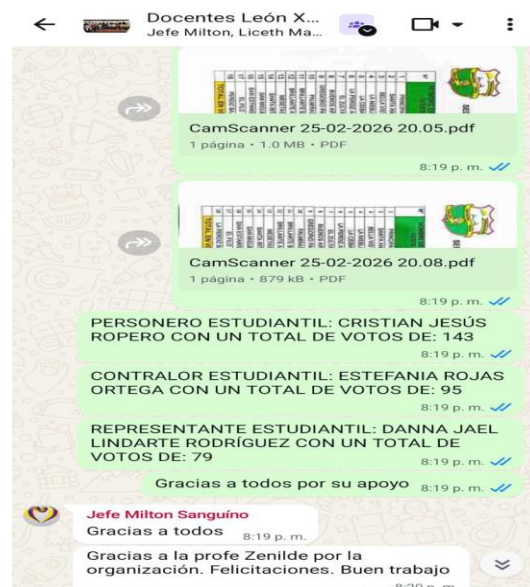 Docentes León X...
Jefe Milton, Liceth Ma...
CamScanner 25-02-2026 20.05.pdf
1 página • 1.0 MB • PDF
8:19 p. m.
CamScanner 25-02-2026 20.08.pdf
1 página • 879 kB • PDF
8:19 p. m.
PERSONERO ESTUDIANTIL: CRISTIAN JESÚS
ROPERO CON UN TOTAL DE VOTOS DE: 143
8:19 p. m.
CONTRALOR ESTUDIANTIL: ESTEFANIA ROJAS
ORTEGA CON UN TOTAL DE VOTOS DE: 95
8:19 p. m.
REPRESENTANTE ESTUDIANTIL: DANNA JAEL
LINDARTE RODRÍGUEZ CON UN TOTAL DE
VOTOS DE: 79
8:19 p. m.
Gracias a todos por su apoyo 8:19 p. m.
Jefe Milton Sanguíno
Gracias a todos 8:19 p. m.
Gracias a la profe Zenilde por la
organización. Felicitaciones. Buen trabajo